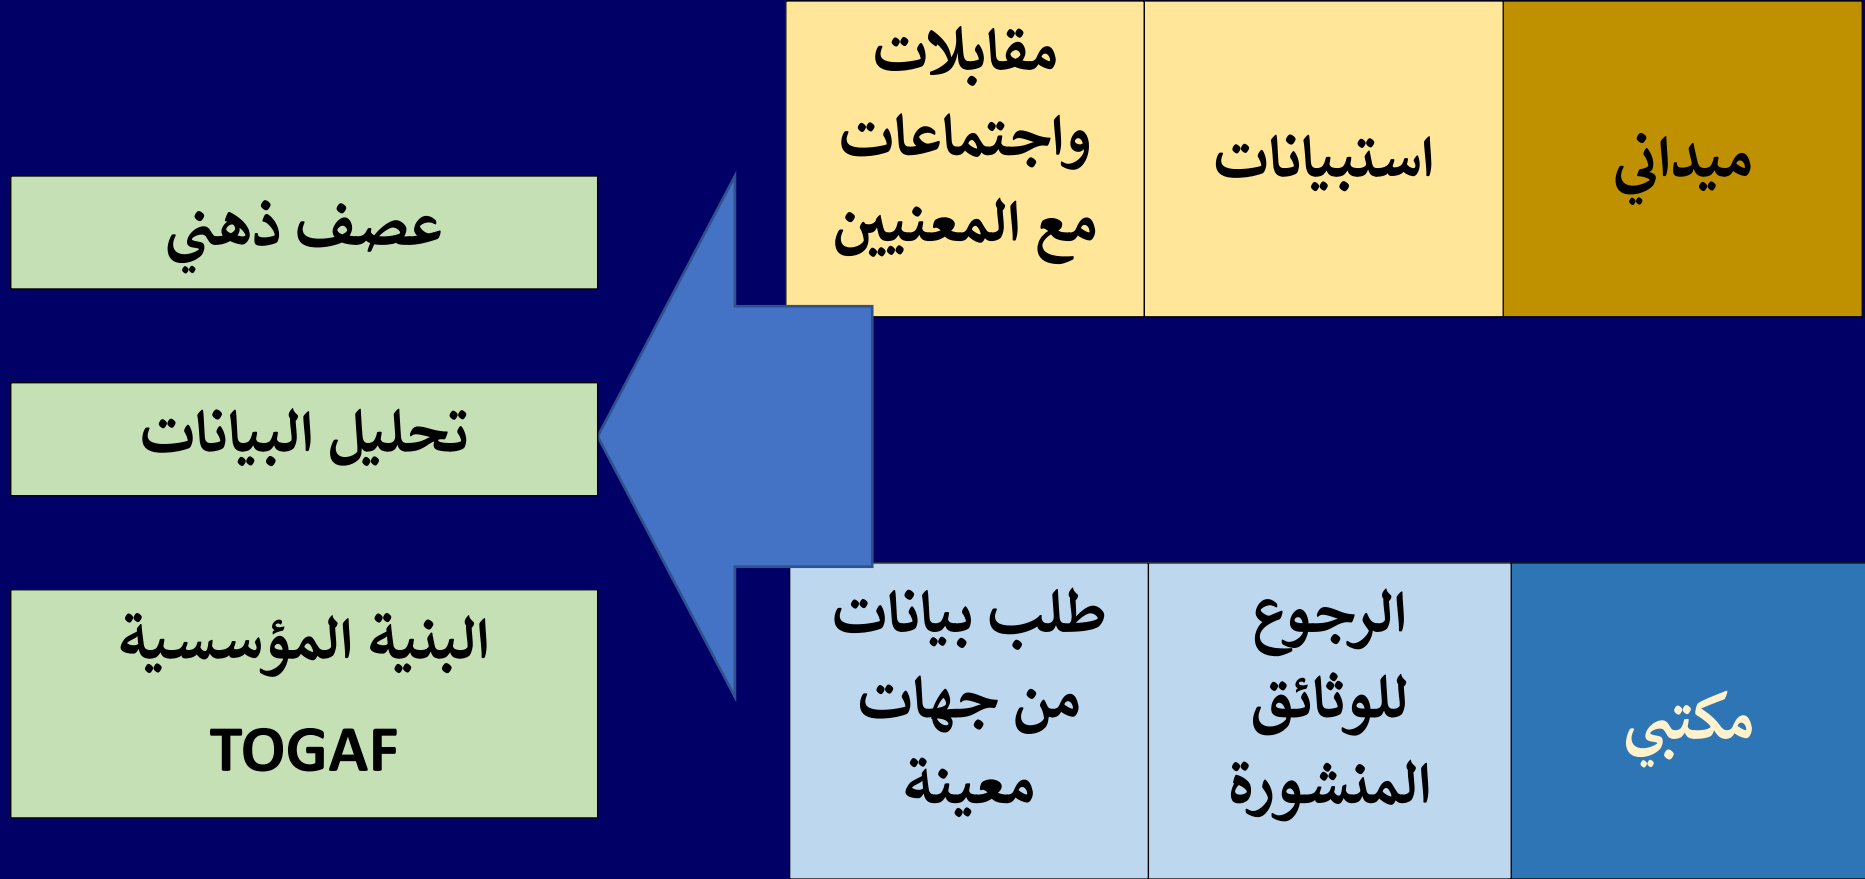 ميداني
استبيانات
مقابلات
واجتماعات
مع المعنيين
مكتبي
الرجوع
للوثائق
المنشورة
طلب بيانات
من جهات
معينة
عصف ذهني
تحليل البيانات
البنية المؤسسية
TOGAF